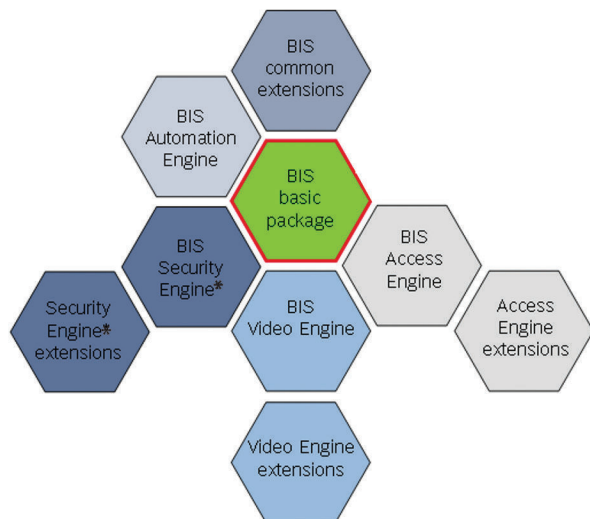 BIS
common
extensions
BIS
Automation
Engine
BIS
basic
package
BIS
Security
Engine*
BIS
Access
Engine
Security
Engine*
extensions
BIS
Video Engine
Access
Engine
extensions
Video Engine
extensions